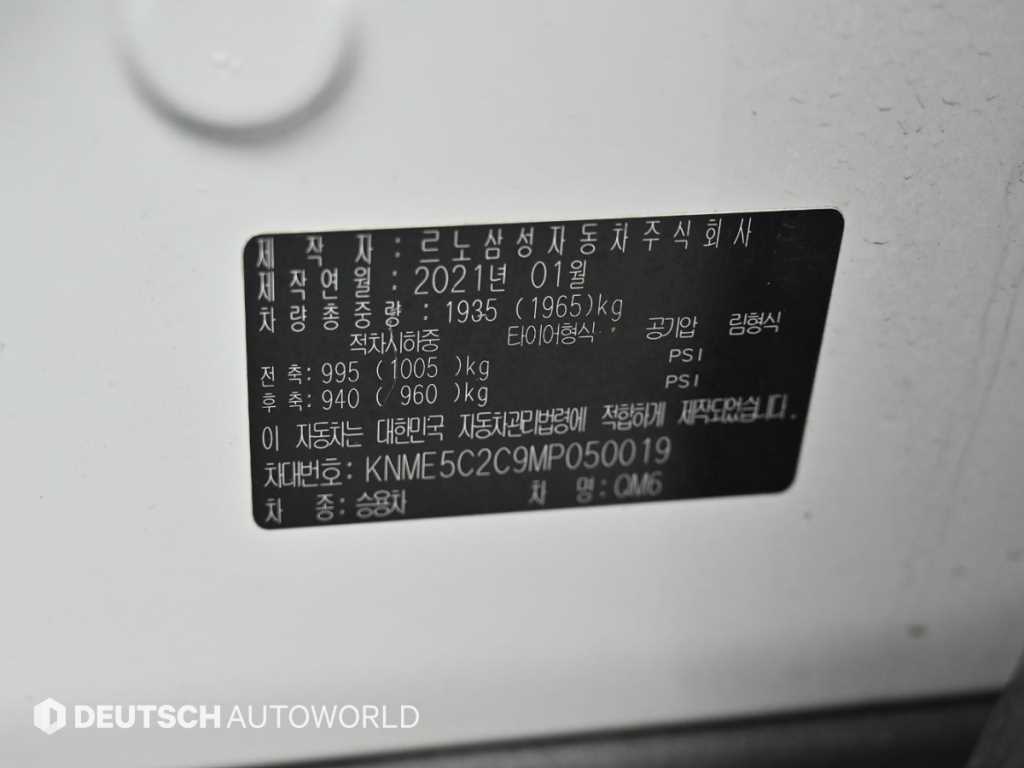 제 작 자 : 르노삼성자동차주식회사
제작연월 : 2021년 01월
차량총중량 : 1935 (1965)kg
적차시하중 타이어형식 공기압 림형식
전 축: 995 (1005 )kg PSI
후 축: 940 ( 960 )kg PSI
이 자동차는 대한민국 자동차관리법령에 적합하게 제작되었습니다.
차대번호: KNME5C2C9MP050019
차 종: 승용차 차 명: QM6
DEUTSCH AUTOWORLD